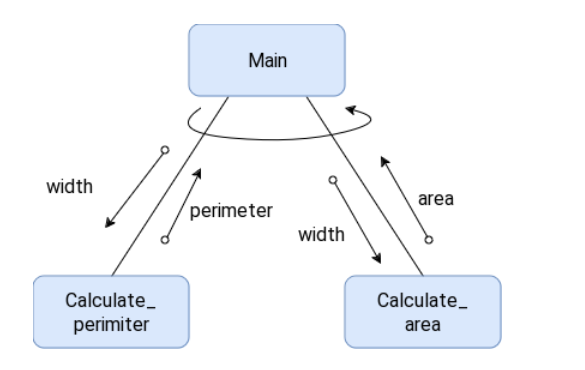 Main
width
perimeter
width
area
Calculate_
perimiter
Calculate_
area